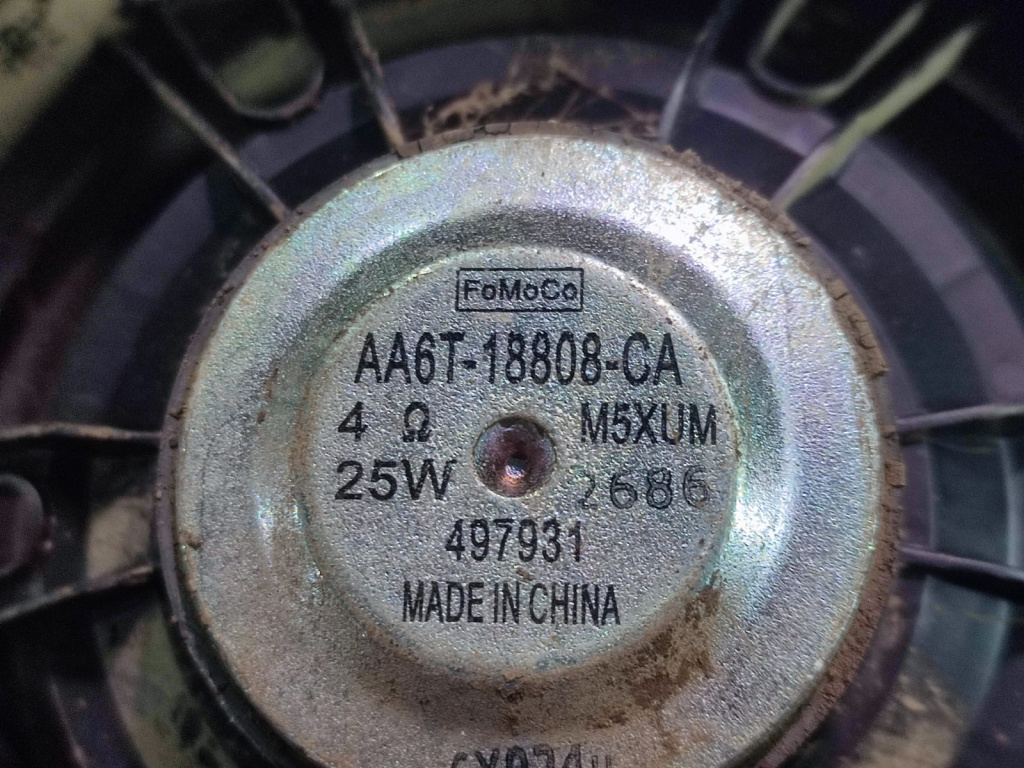 FoMoCo
AA6T-18808-CA
4 Ω M5XUM
25W 2686
497931
MADE IN CHINA